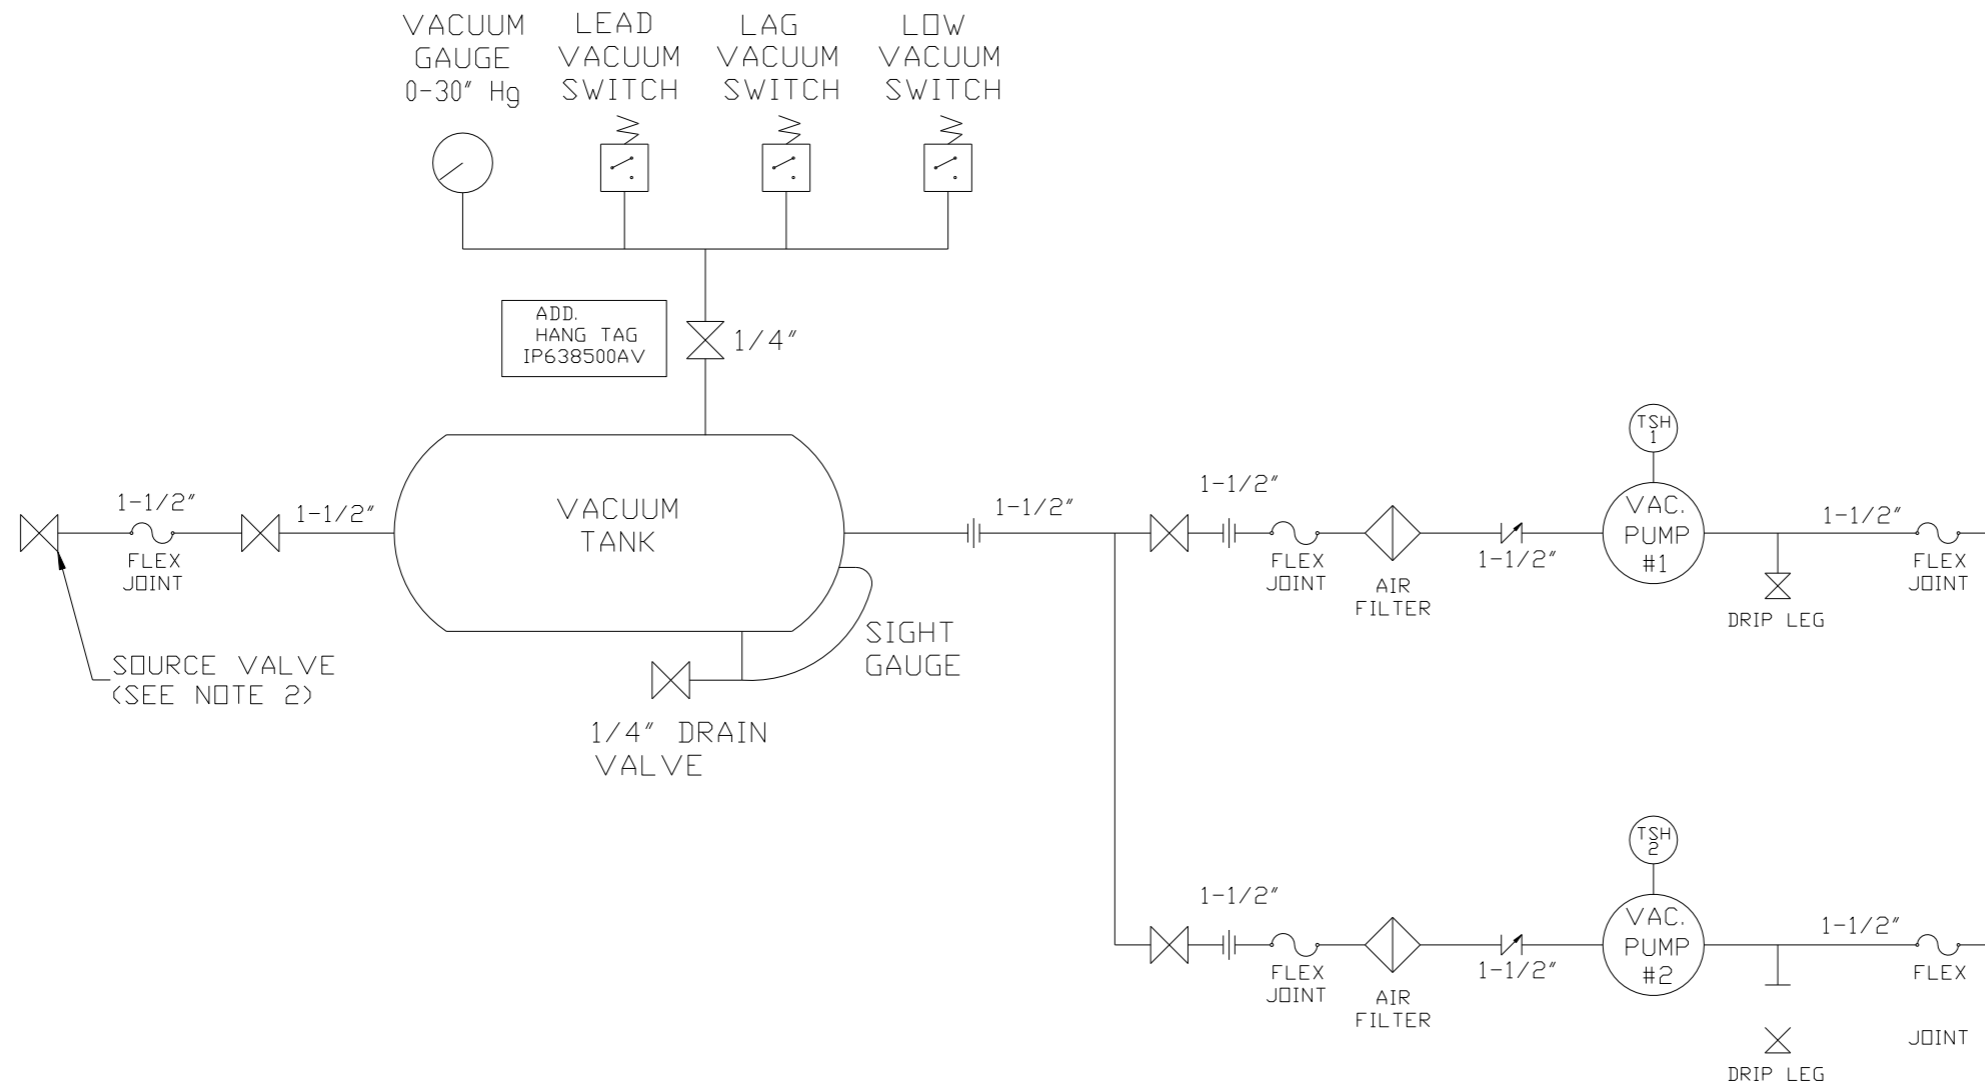 VACUUM
GAUGE
0-30" Hg
LEAD
VACUUM
SWITCH
LAG
VACUUM
SWITCH
LOW
VACUUM
SWITCH
ADD.
HANG TAG
IP638500AV
1/4"
TSH
1
1-1/2"
FLEX
JOINT
1-1/2"
VACUUM
TANK
1-1/2"
1-1/2"
FLEX
JOINT
AIR
FILTER
1-1/2"
VAC.
PUMP
#1
1-1/2"
FLEX
JOINT
DRIP LEG
SOURCE VALVE
(SEE NOTE 2)
SIGHT
GAUGE
1/4" DRAIN
VALVE
TSH
2
1-1/2"
FLEX
JOINT
AIR
FILTER
1-1/2"
VAC.
PUMP
#2
1-1/2"
FLEX
JOINT
DRIP LEG